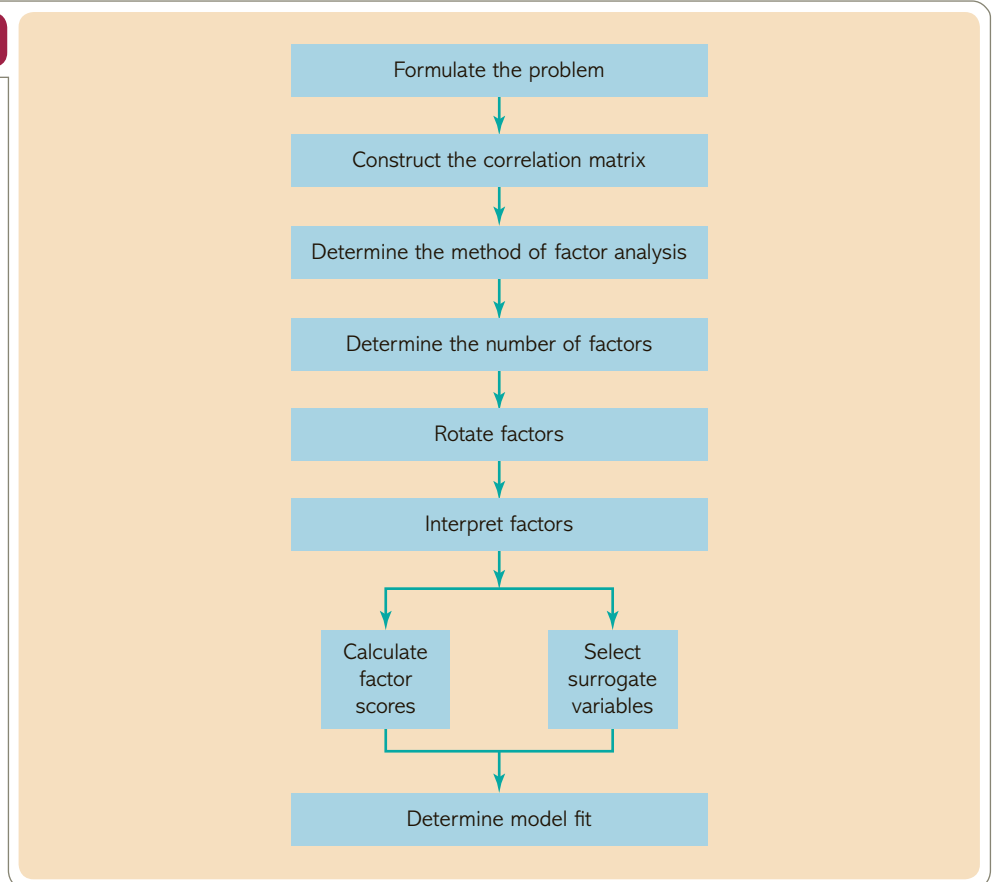 Formulate the problem
Construct the correlation matrix
Determine the method of factor analysis
Determine the number of factors
Rotate factors
Interpret factors
Calculate
factor
scores
Select
surrogate
variables
Determine model fit